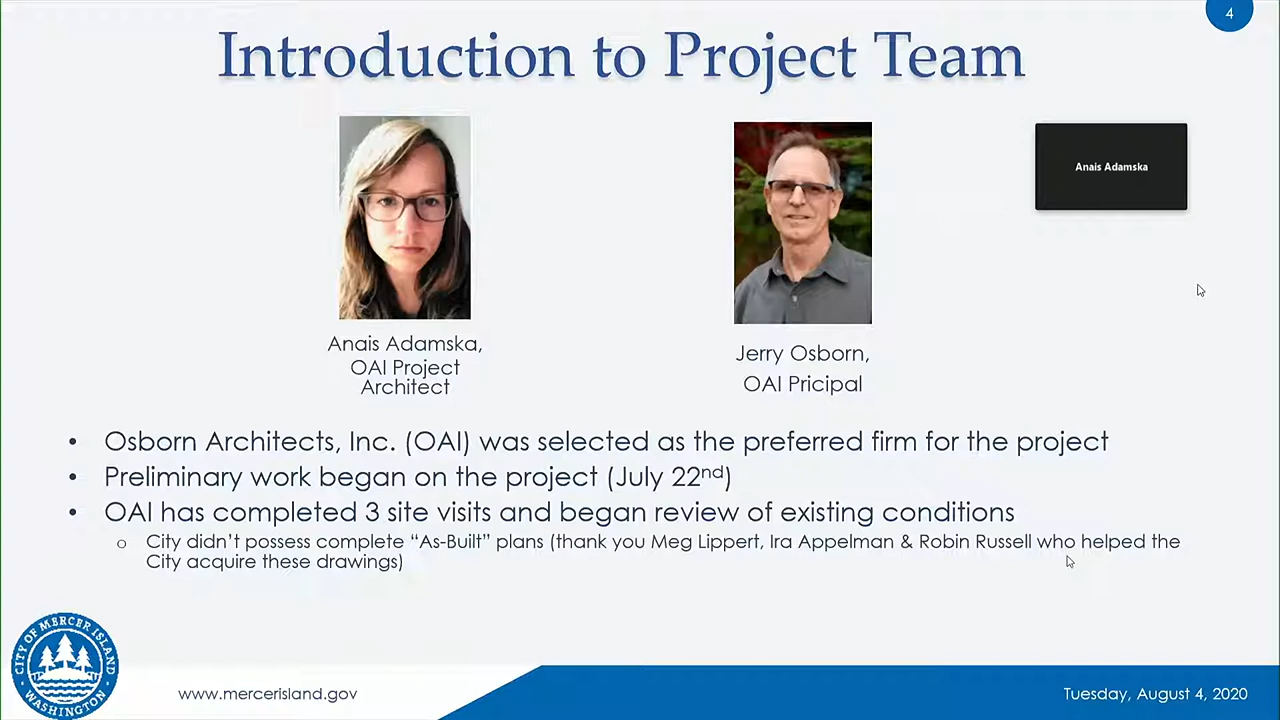 4
Introduction to Project Team
Anais Adamska
Anais Adamska,
OAI Project
Architect
Jerry Osborn,
OAI Pricipal
• Osborn Architects, Inc. (OAI) was selected as the preferred firm for the project
• Preliminary work began on the project (July 22nd)
• OAI has completed 3 site visits and began review of existing conditions
o City didn't possess complete “As-Built” plans (thank you Meg Lippert, Ira Appelman & Robin Russell who helped the
City acquire these drawings)
CITY OF MERCER ISLAND
WASHINGTON
www.mercerisland.gov
Tuesday, August 4, 2020